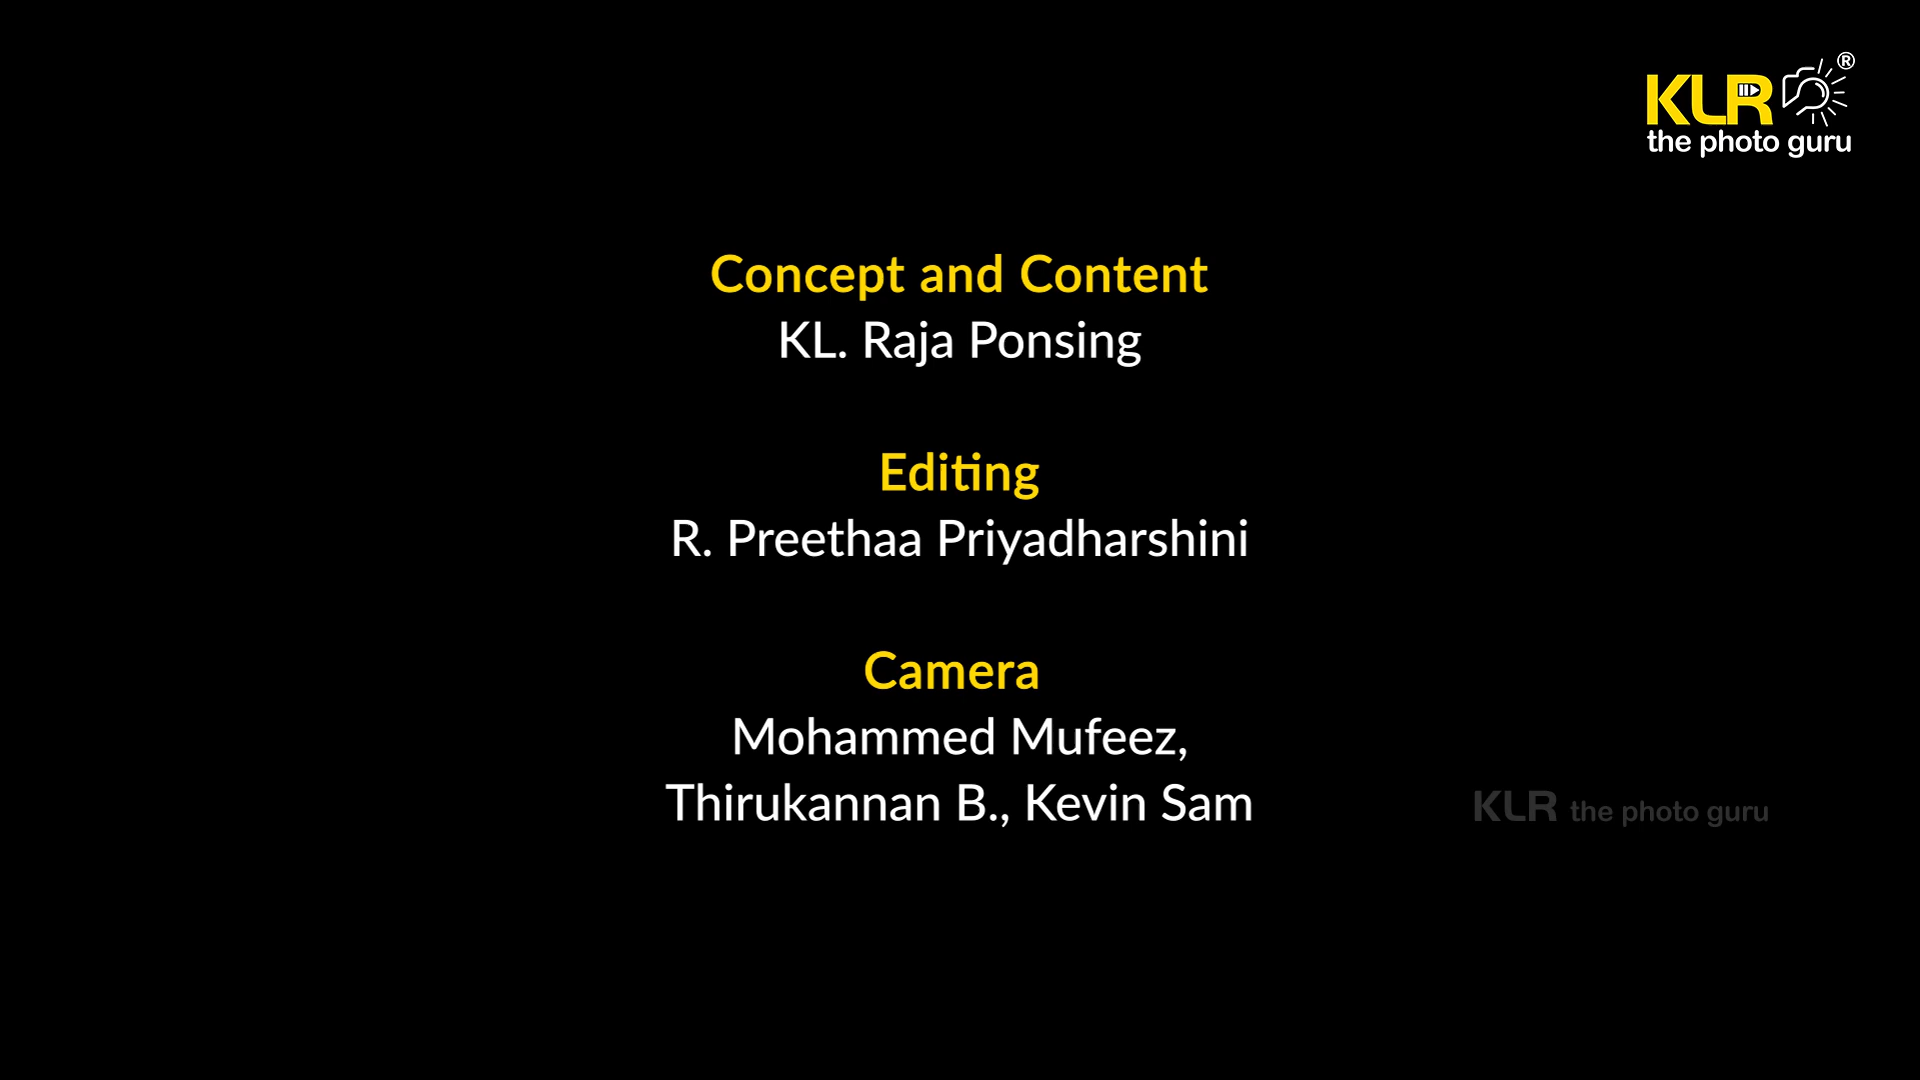 KLR ®
the photo guru
Concept and Content
KL. Raja Ponsing
Editing
R. Preethaa Priyadharshini
Camera
Mohammed Mufeez,
Thirukannan B., Kevin Sam
KLR the photo guru